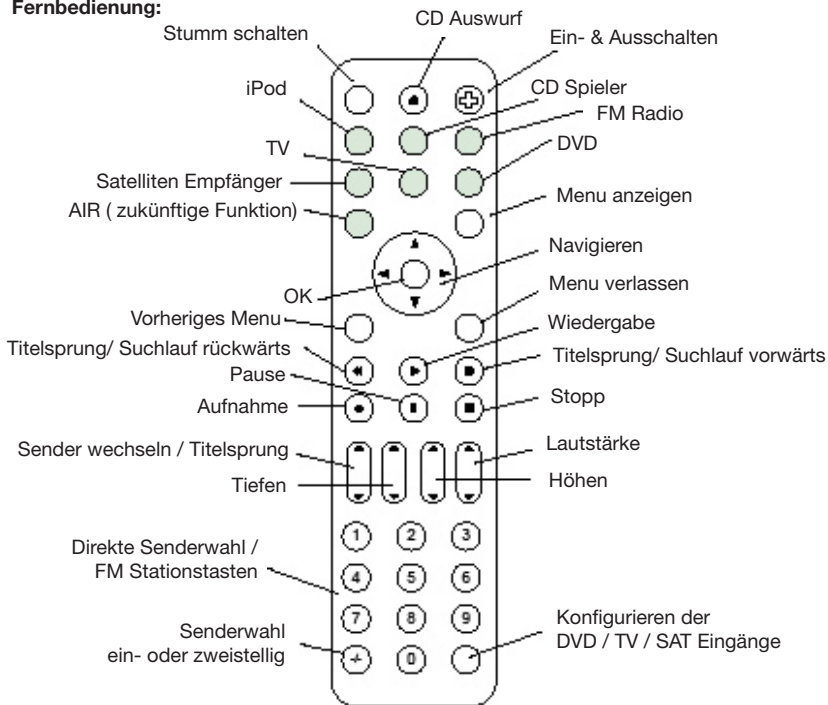 Fernbedienung:
Stumm schalten
CD Auswurf
Ein- & Ausschalten
iPod
CD Spieler
FM Radio
TV
DVD
Satelliten Empfänger
Menu anzeigen
AIR ( zukünftige Funktion)
Navigieren
OK
Menu verlassen
Vorheriges Menu
Wiedergabe
Titelsprung/ Suchlauf rückwärts
Titelsprung/ Suchlauf vorwärts
Pause
Aufnahme
Stopp
Sender wechseln / Titelsprung
Lautstärke
Tiefen
Höhen
1 2 3
Direkte Senderwahl /
FM Stationstasten
4 5 6
7 8 9
Senderwahl
ein- oder zweistellig
Konfigurieren der
DVD / TV / SAT Eingänge
-/- 0